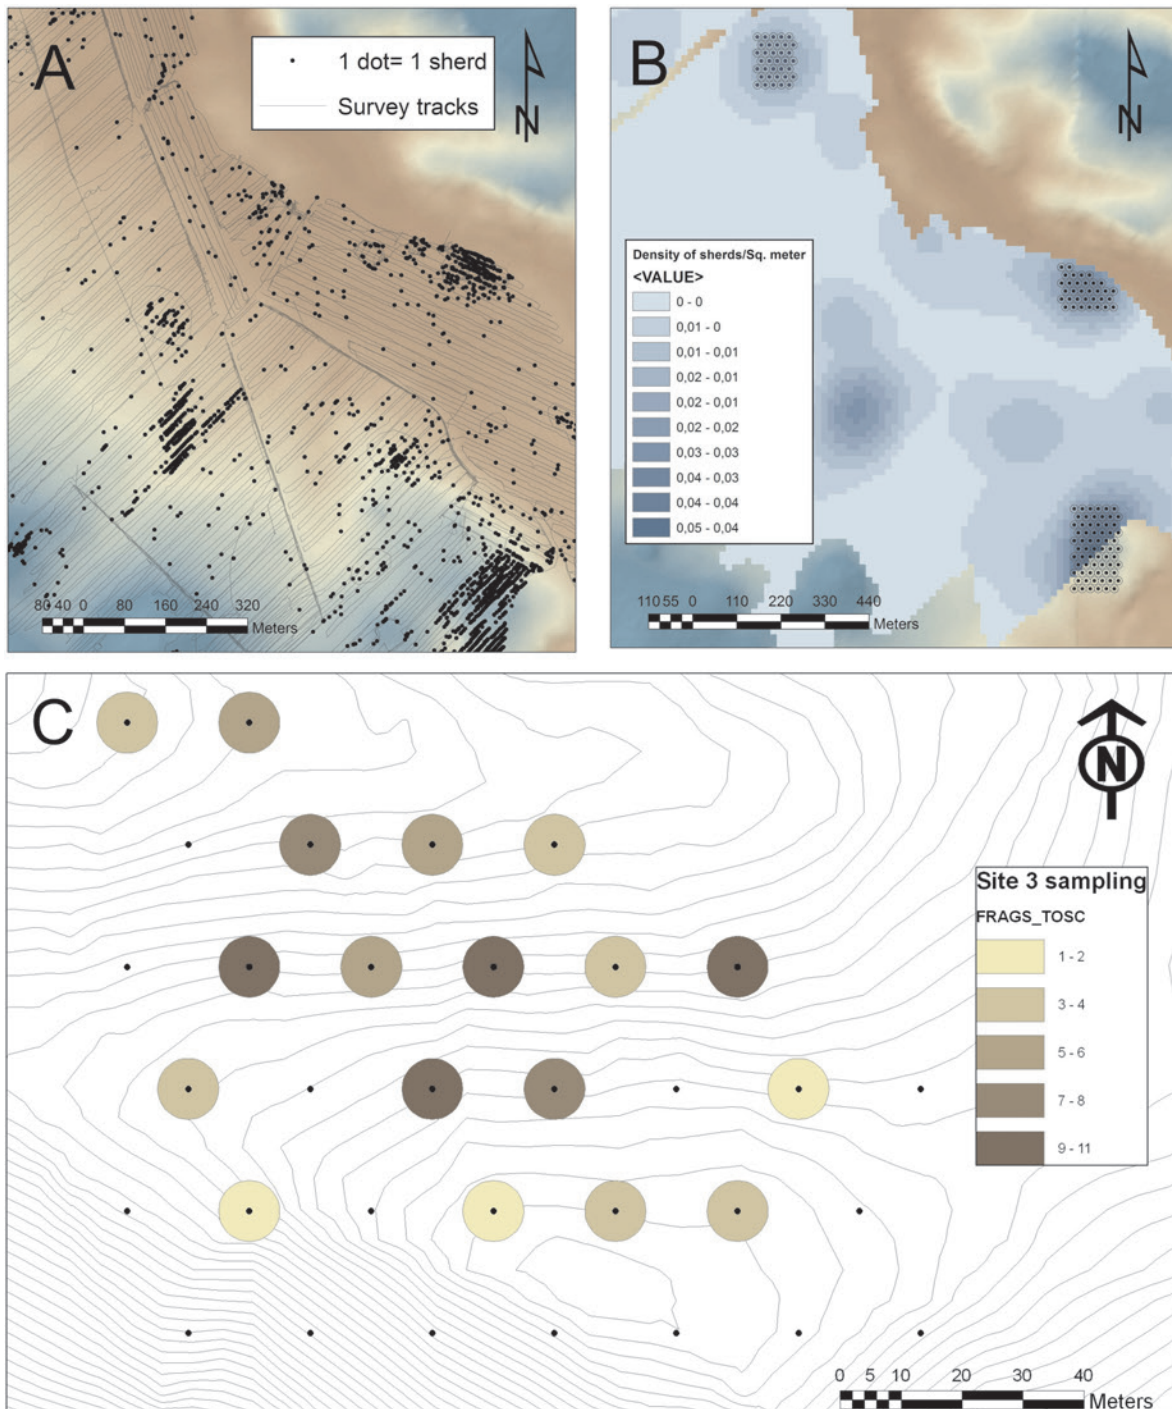 A
1 dot= 1 sherd
Survey tracks
N
80 40 0 80 160 240 320
Meters
B
N
Density of sherds/Sq. meter
<VALUE>
0 - 0
0,01 - 0
0,01 - 0,01
0,02 - 0,01
0,02 - 0,01
0,02 - 0,02
0,03 - 0,03
0,04 - 0,03
0,04 - 0,04
0,05 - 0,04
110 55 0 110 220 330 440
Meters
C
N
Site 3 sampling
FRAGS_TOSC
1 - 2
3 - 4
5 - 6
7 - 8
9 - 11
0 5 10 20 30 40
Meters